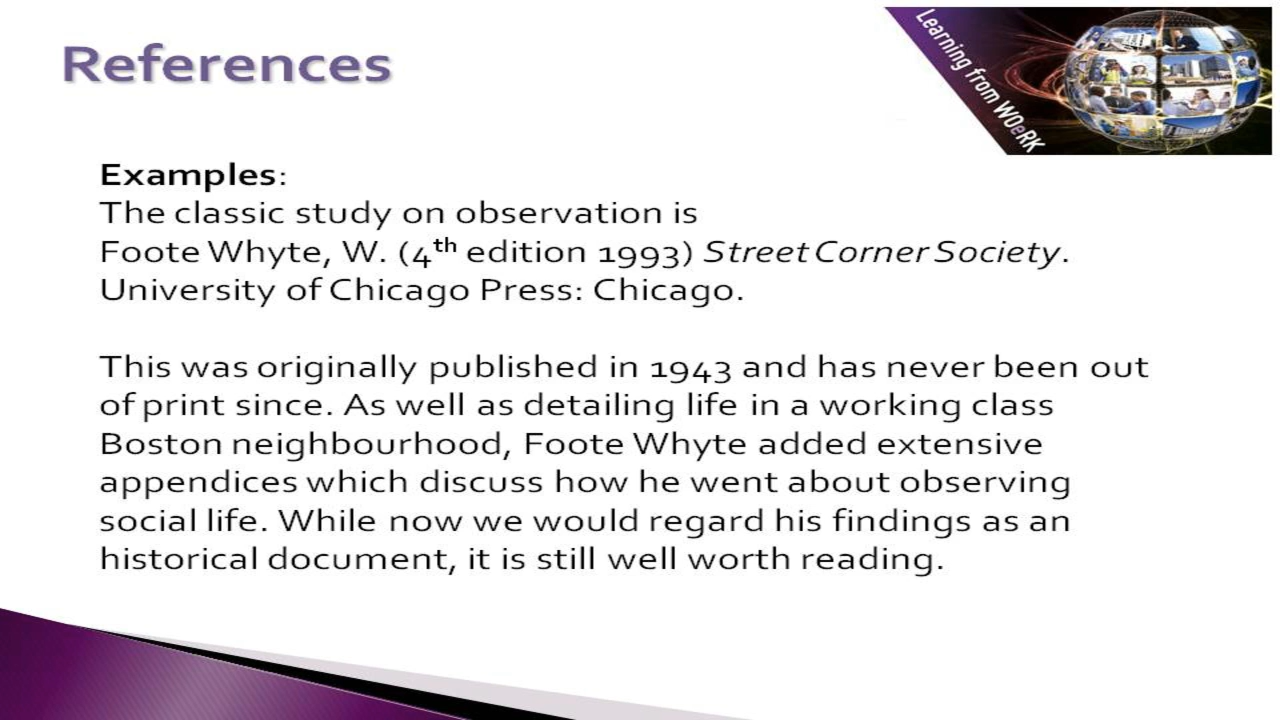 References
Learning from WOeRK
Examples:
The classic study on observation is
Foote Whyte, W. (4th edition 1993) Street Corner Society.
University of Chicago Press: Chicago.
This was originally published in 1943 and has never been out
of print since. As well as detailing life in a working class
Boston neighbourhood, Foote Whyte added extensive
appendices which discuss how he went about observing
social life. While now we would regard his findings as an
historical document, it is still well worth reading.